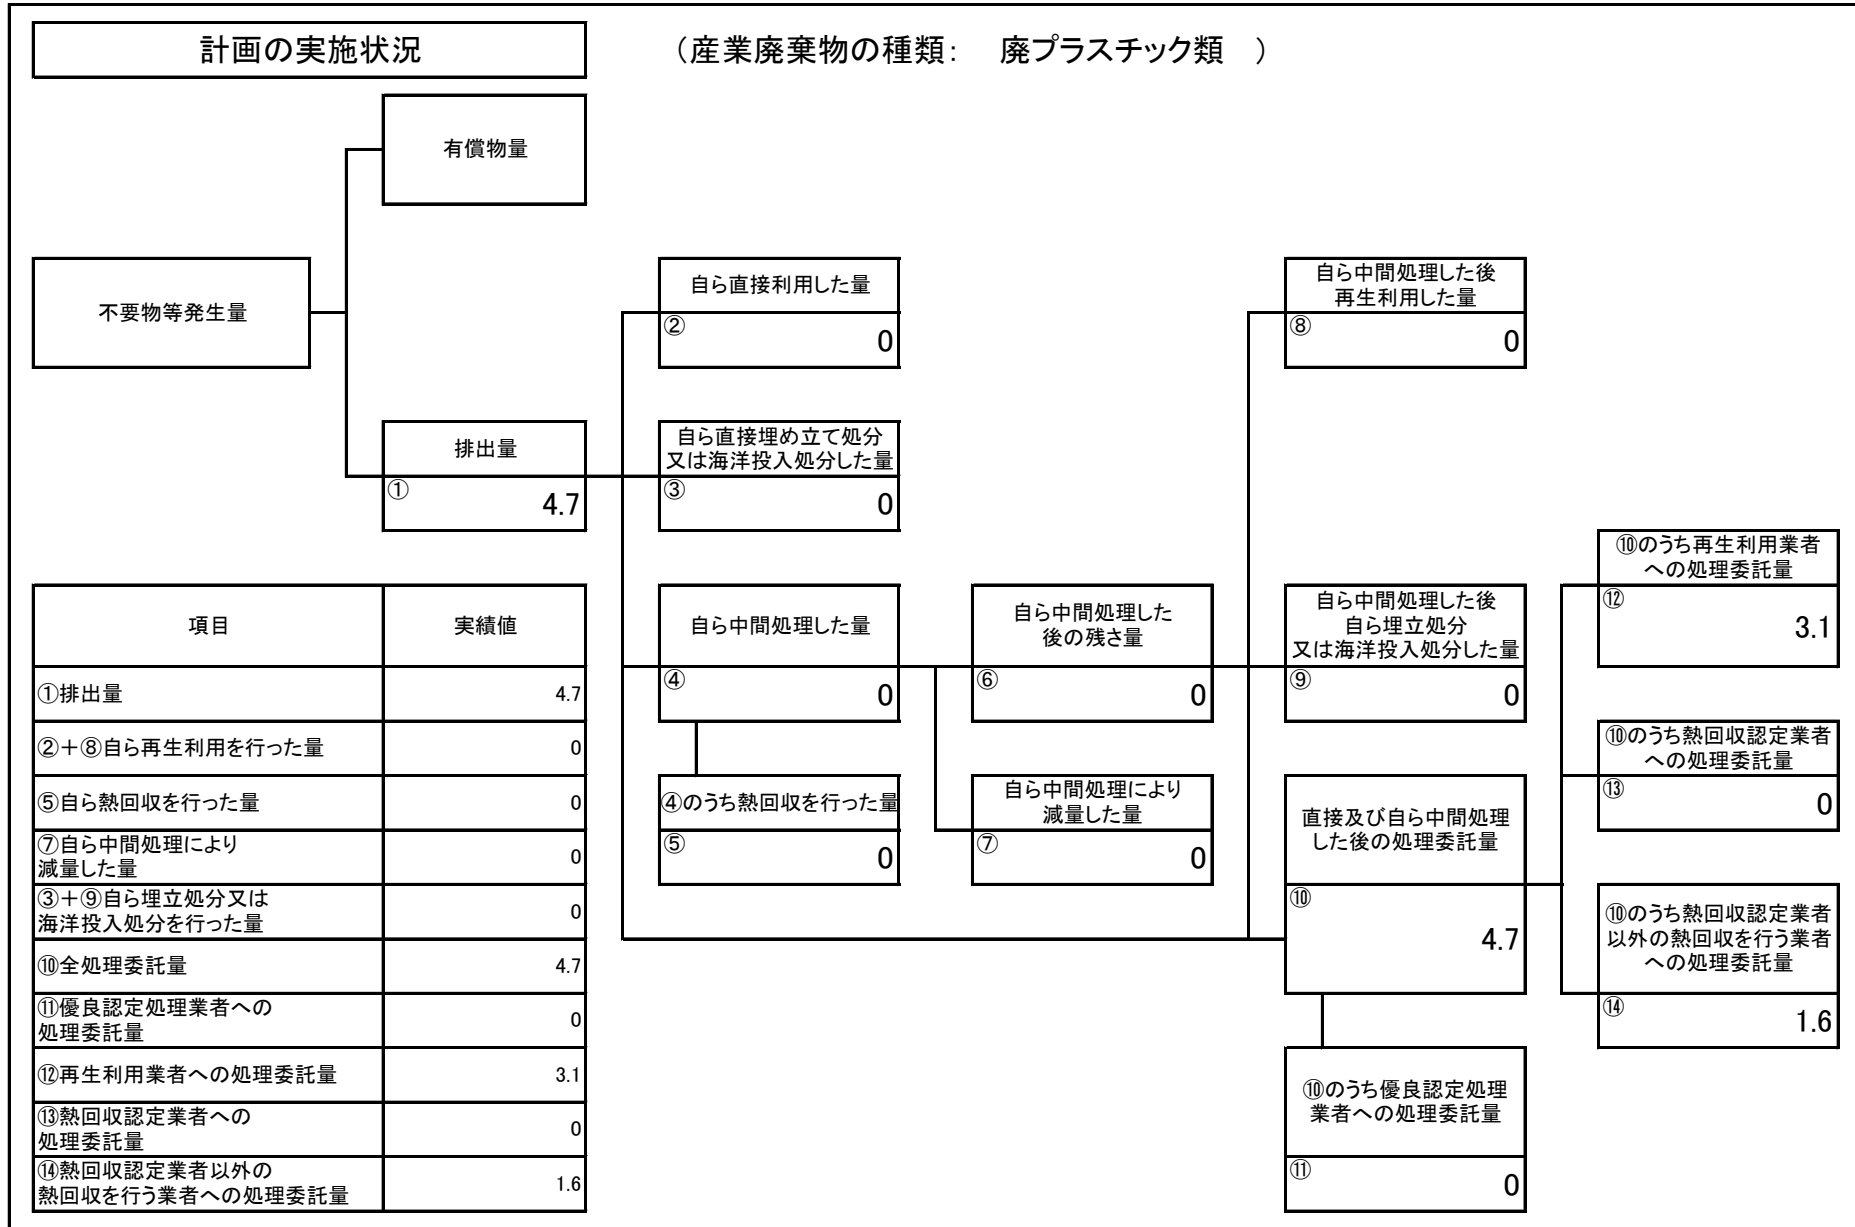 計画の実施状況
（産業廃棄物の種類：　廃プラスチック類　）
有償物量
不要物等発生量
排出量
①
4.7
自ら直接利用した量
②
0
自ら直接埋め立て処分
又は海洋投入処分した量
③
0
自ら中間処理した量
④
0
④のうち熱回収を行った量
⑤
0
自ら中間処理した
後の残さ量
⑥
0
自ら中間処理により
減量した量
⑦
0
自ら中間処理した後
再生利用した量
⑧
0
自ら中間処理した後
自ら埋立処分
又は海洋投入処分した量
⑨
0
直接及び自ら中間処理
した後の処理委託量
⑩
4.7
⑩のうち優良認定処理
業者への処理委託量
⑪
0
⑩のうち再生利用業者
への処理委託量
⑫
3.1
⑩のうち熱回収認定業者
への処理委託量
⑬
0
⑩のうち熱回収認定業者
以外の熱回収を行う業者
への処理委託量
⑭
1.6
項目 実績値
①排出量 4.7
②＋⑧自ら再生利用を行った量 0
⑤自ら熱回収を行った量 0
⑦自ら中間処理により
減量した量 0
③＋⑨自ら埋立処分又は
海洋投入処分を行った量 0
⑩全処理委託量 4.7
⑪優良認定処理業者への
処理委託量 0
⑫再生利用業者への処理委託量 3.1
⑬熱回収認定業者への
処理委託量 0
⑭熱回収認定業者以外の
熱回収を行う業者への処理委託量 1.6